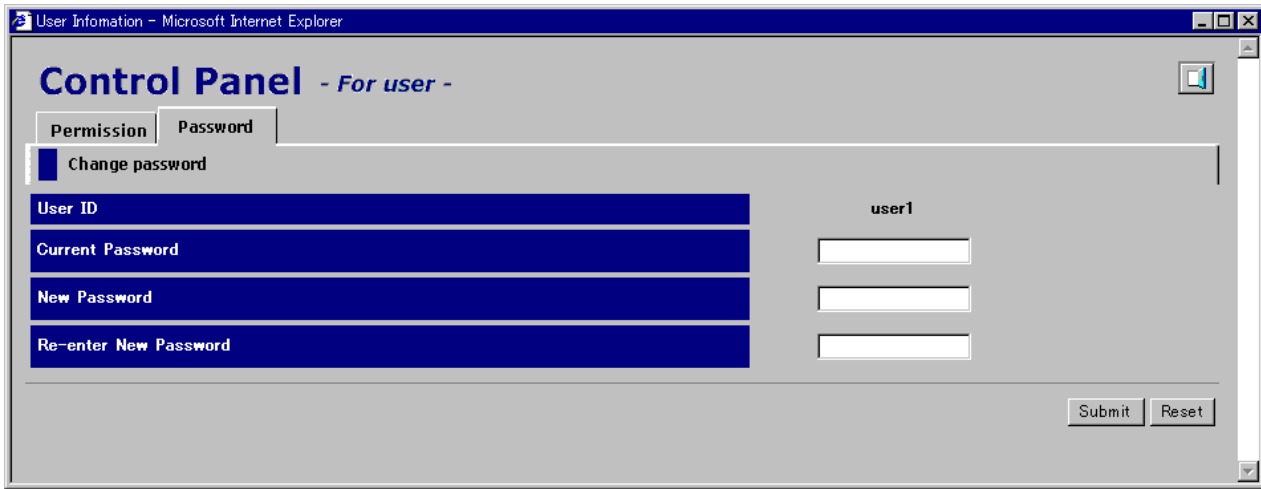 User Infomation - Microsoft Internet Explorer
Control Panel - For user -
Permission Password
Change password
User ID user1
Current Password
New Password
Re-enter New Password
Submit Reset